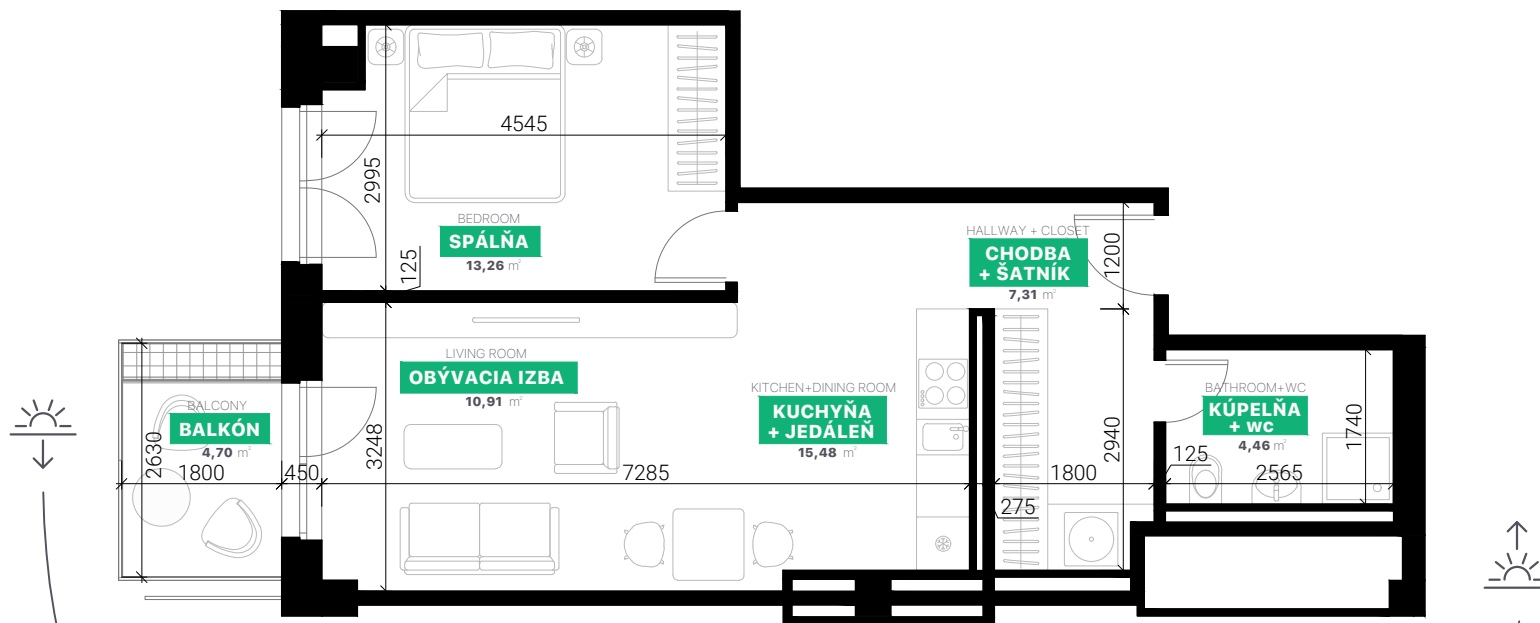 4545
2995
BEDROOM
SPÁLŇA
13,26 m²
125
HALLWAY + CLOSET
CHODBA
+ ŠATNÍK
7,31 m²
1200
LIVING ROOM
OBÝVACIA IZBA
10,91 m²
KITCHEN+DINING ROOM
KUCHYŇA
+ JEDÁLEŇ
15,48 m²
BATHROOM+WC
KÚPELŇA
+ WC
4,46 m²
1740
BALCONY
BALKÓN
4,70 m²
2630
3248
2940
125
1800
450
7285
1800
2565
275